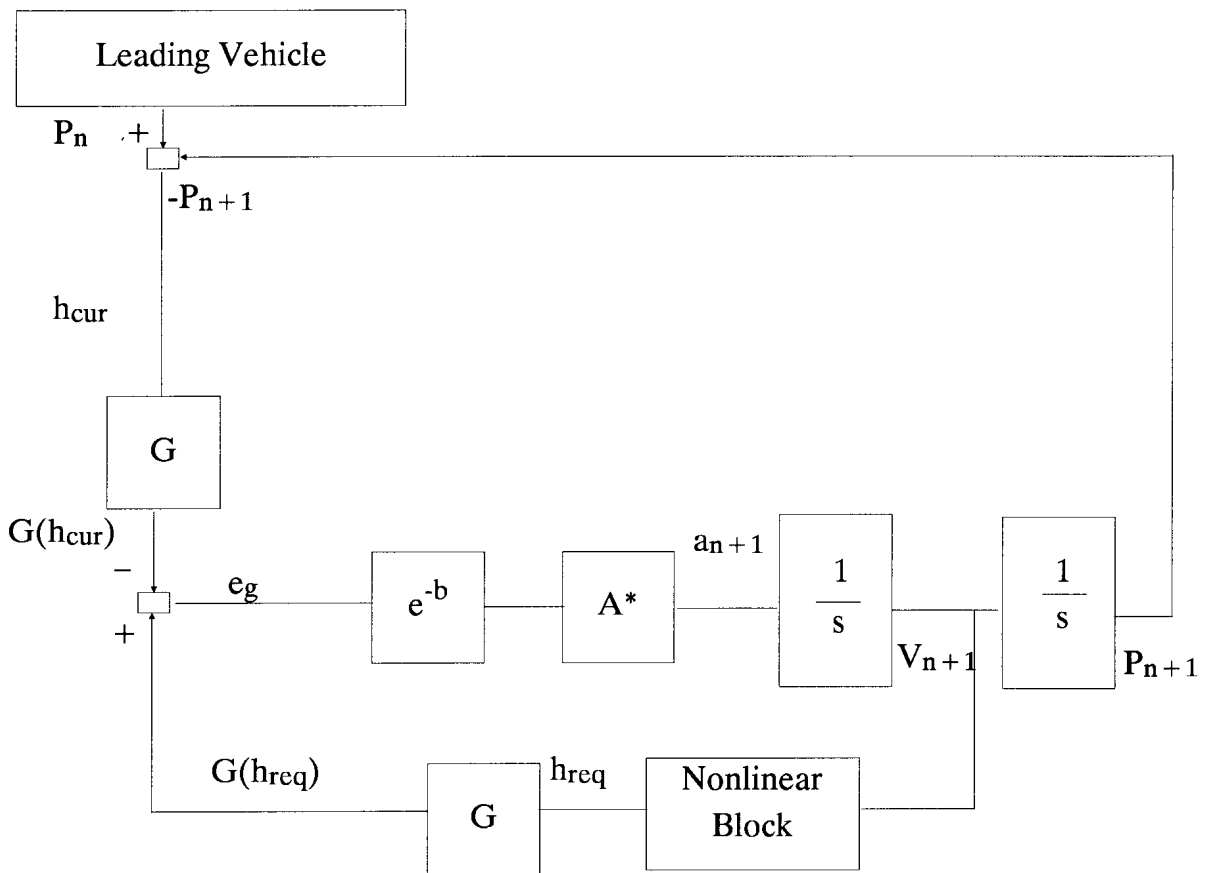 Leading Vehicle
Pn +
-Pn+1
hcur
G
G(hcur)
−
+
eg
e-b
A*
an+1
1
s
Vn+1
1
s
Pn+1
G(hreq)
G
hreq
Nonlinear
Block